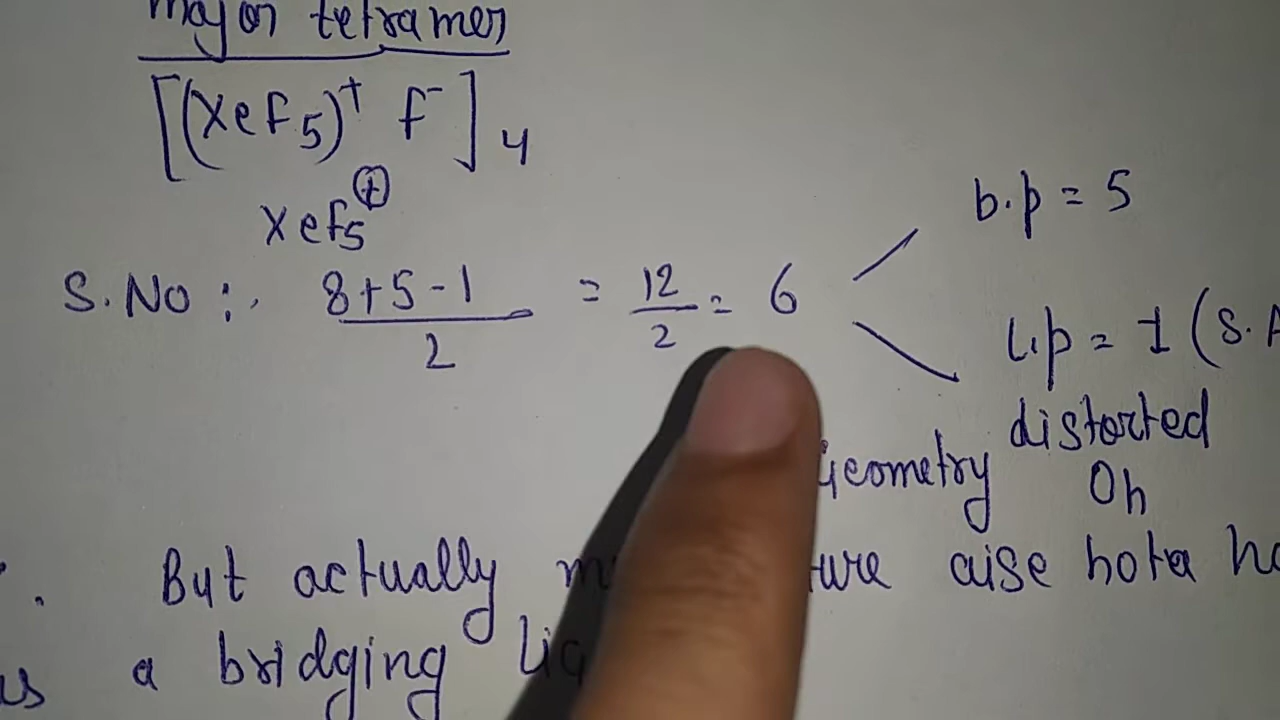 major tetramer
[(Xef5)+ f-]4
Xef5+
b.p = 5
S.No :. 8+5-1 / 2 = 12/2 = 6
l.p = 1 (S.A
distorted
Geometry Oh
But actually aise hota
is a bridging